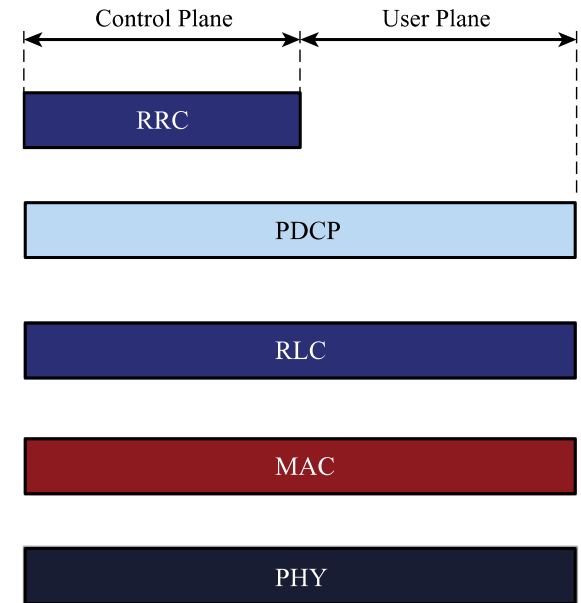 Control Plane
User Plane
RRC
PDCP
RLC
MAC
PHY